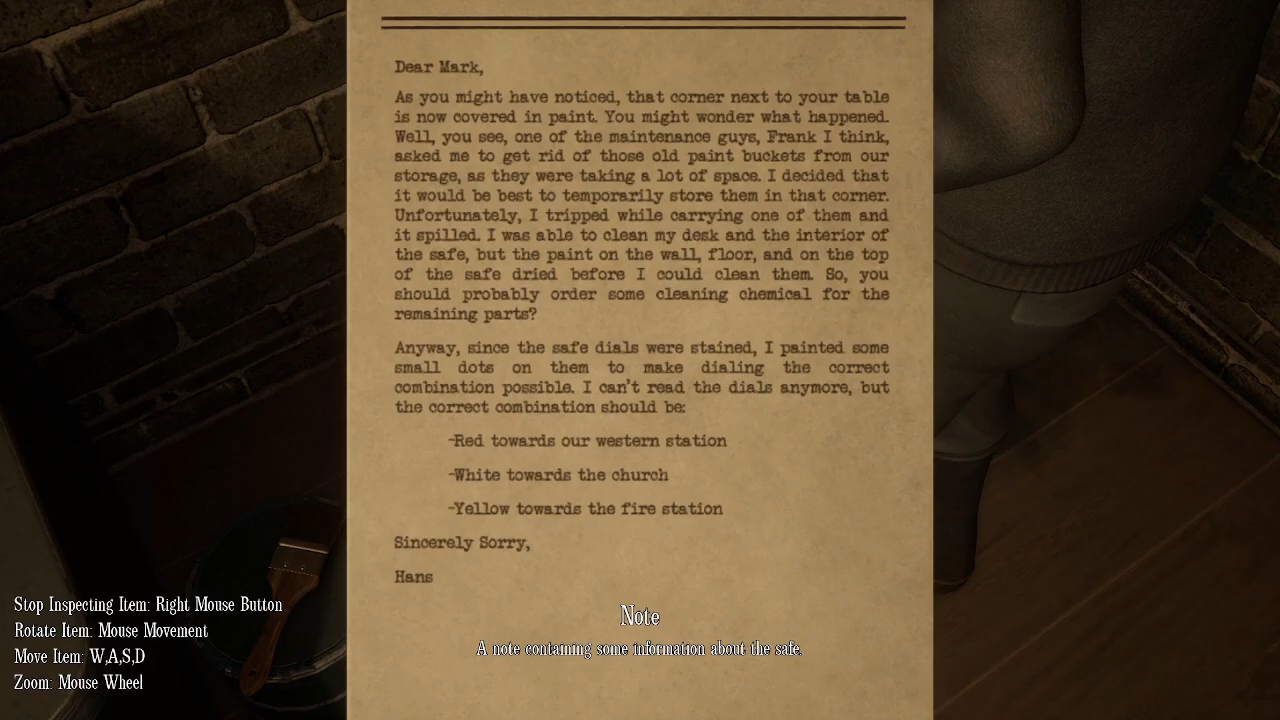 Dear Mark,
As you might have noticed, that corner next to your table
is now covered in paint. You might wonder what happened.
Well, you see, one of the maintenance guys, Frank I think,
asked me to get rid of those old paint buckets from our
storage, as they were taking a lot of space. I decided that
it would be best to temporarily store them in that corner.
Unfortunately, I tripped while carrying one of them and
it spilled. I was able to clean my desk and the interior of
the safe, but the paint on the wall, floor, and on the top
of the safe dried before I could clean them. So, you
should probably order some cleaning chemical for the
remaining parts?
Anyway, since the safe dials were stained, I painted some
small dots on them to make dialing the correct
combination possible. I can't read the dials anymore, but
the correct combination should be:
-Red towards our western station
-White towards the church
-Yellow towards the fire station
Sincerely Sorry,
Hans
Note
A note containing some information about the safe.
Stop Inspecting Item: Right Mouse Button
Rotate Item: Mouse Movement
Move Item: W,A,S,D
Zoom: Mouse Wheel